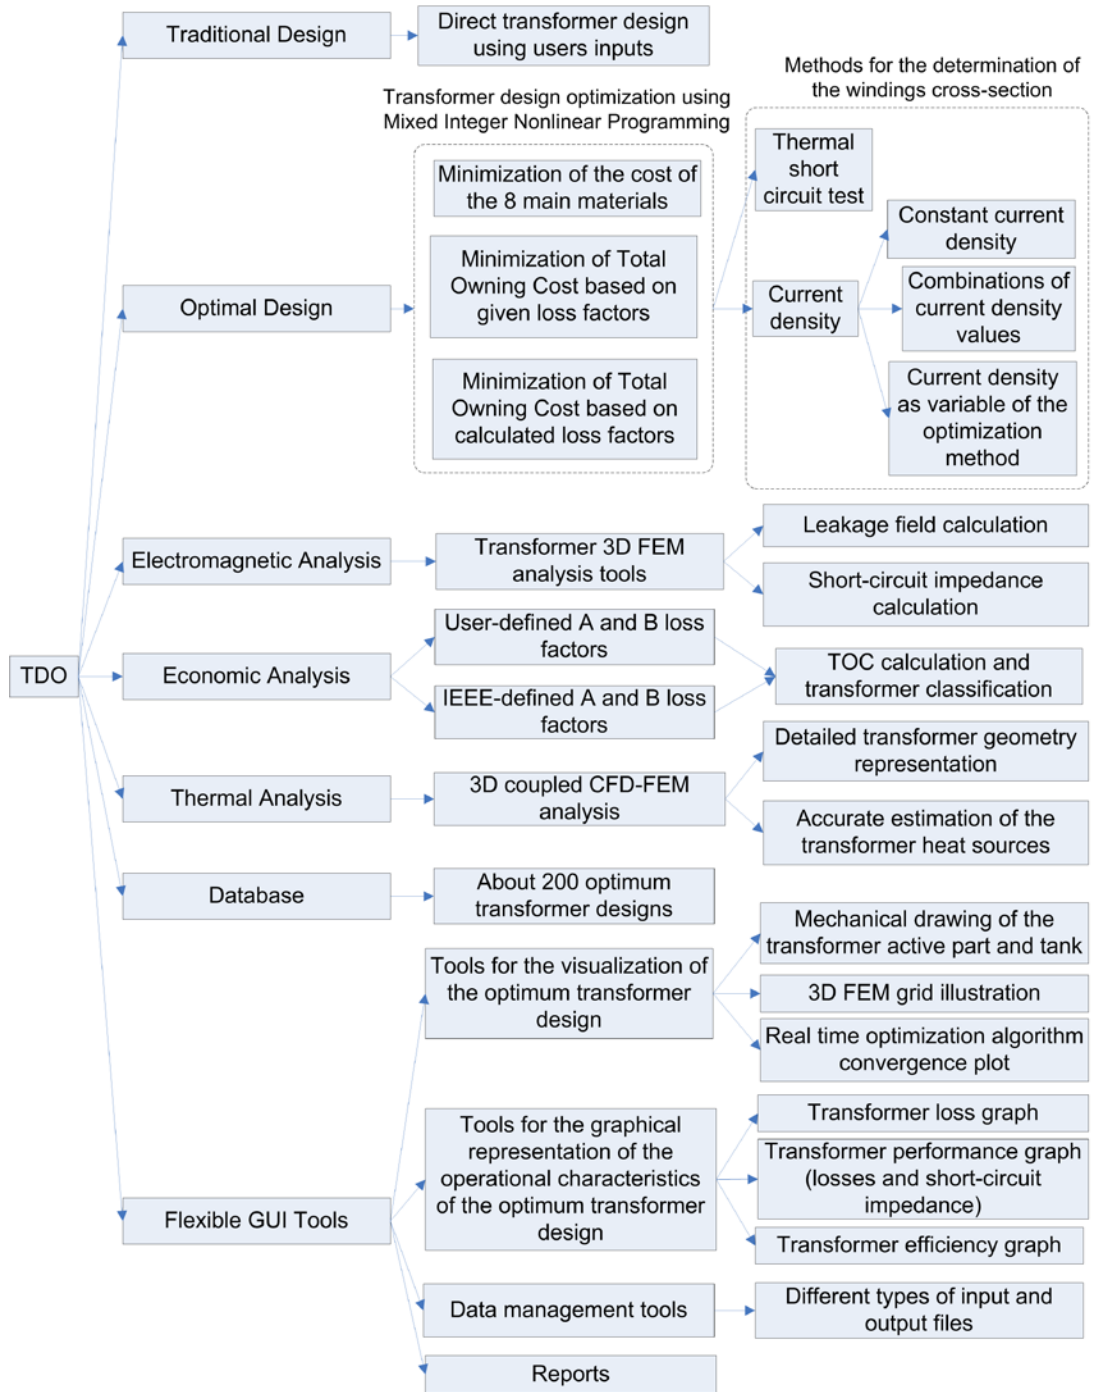 Traditional Design
Direct transformer design
using users inputs
Methods for the determination of
the windings cross-section
Transformer design optimization using
Mixed Integer Nonlinear Programming
Thermal
short
circuit test
Minimization of the cost of
the 8 main materials
Constant current
density
Minimization of Total
Owning Cost based on
given loss factors
Optimal Design
Current
density
Combinations of
current density
values
Minimization of Total
Owning Cost based on
calculated loss factors
Current density
as variable of the
optimization
method
Leakage field calculation
Electromagnetic Analysis
Transformer 3D FEM
analysis tools
Short-circuit impedance
calculation
User-defined A and B loss
factors
TDO
Economic Analysis
TOC calculation and
transformer classification
IEEE-defined A and B loss
factors
Detailed transformer geometry
representation
Thermal Analysis
3D coupled CFD-FEM
analysis
Accurate estimation of the
transformer heat sources
Database
About 200 optimum
transformer designs
Mechanical drawing of the
transformer active part and tank
Tools for the visualization of
the optimum transformer
design
3D FEM grid illustration
Real time optimization algorithm
convergence plot
Transformer loss graph
Tools for the graphical
representation of the
operational characteristics
of the optimum transformer
design
Transformer performance graph
(losses and short-circuit
impedance)
Flexible GUI Tools
Transformer efficiency graph
Data management tools
Different types of input and
output files
Reports